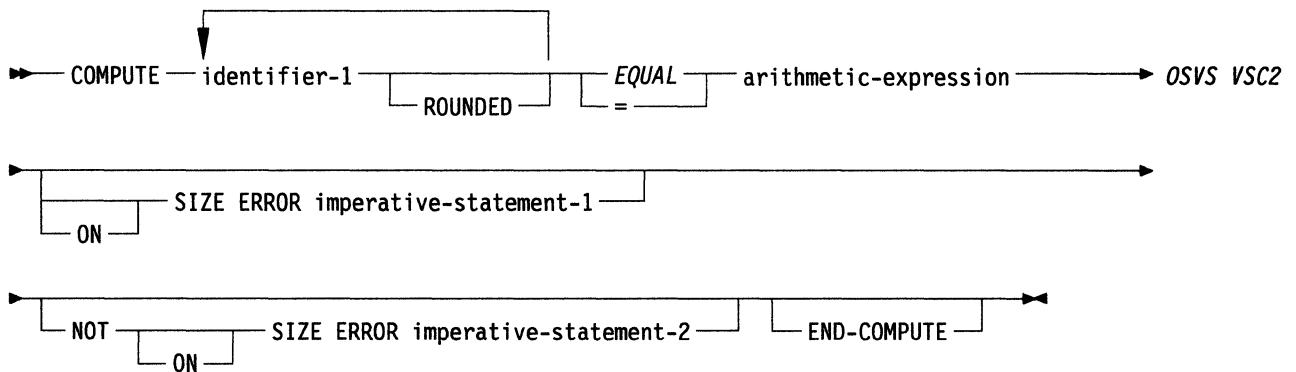 COMPUTE identifier-1 EQUAL arithmetic-expression OSVS VSC2
ROUNDED =
SIZE ERROR imperative-statement-1
ON
NOT SIZE ERROR imperative-statement-2 END-COMPUTE
ON